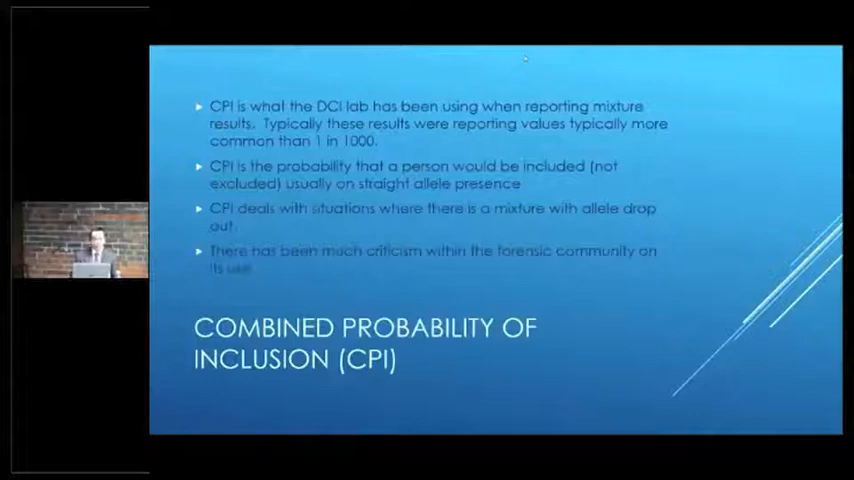 CPI is what the DCI lab has been using when reporting mixture
results. Typically these results were reporting values typically more
common than 1 in 1000.
CPI is the probability that a person would be included (not
excluded) usually on straight allele presence
CPI deals with situations where there is a mixture with allele drop
out.
There has been much criticism within the forensic community on
its use
COMBINED PROBABILITY OF
INCLUSION (CPI)